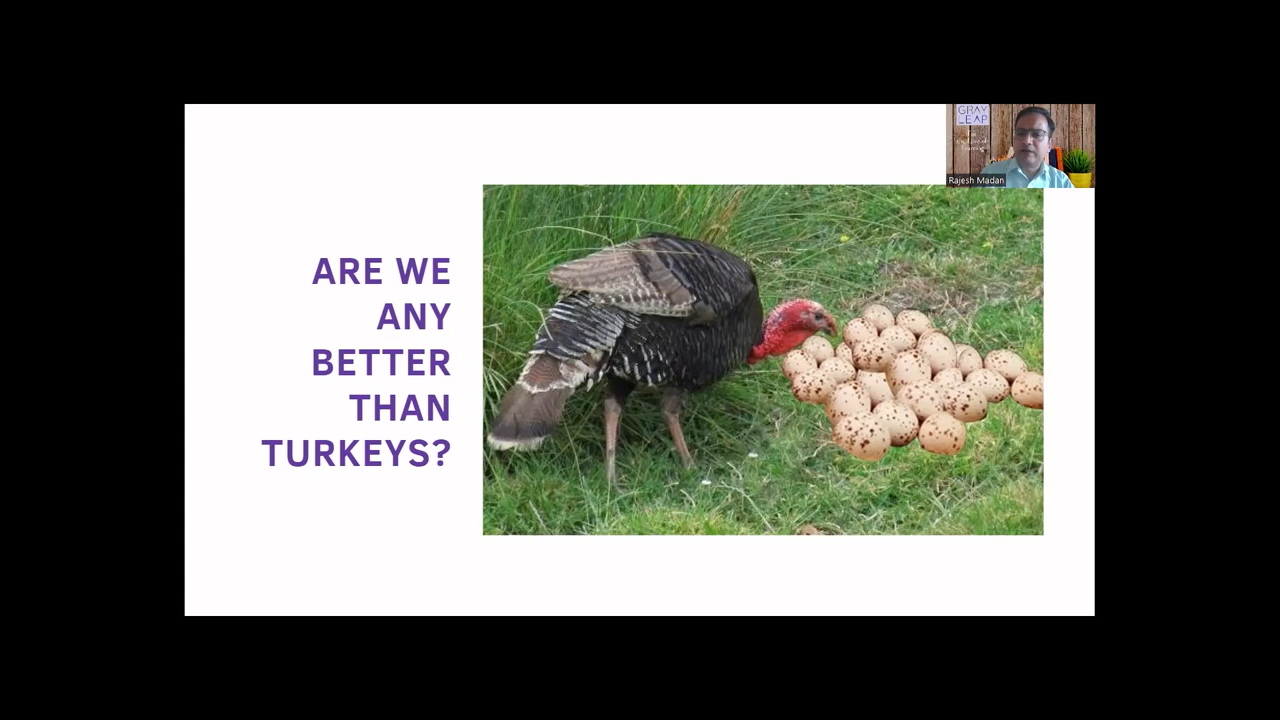 ARE WE
ANY
BETTER
THAN
TURKEYS?
GRAY
LEAP
Rajesh Madan